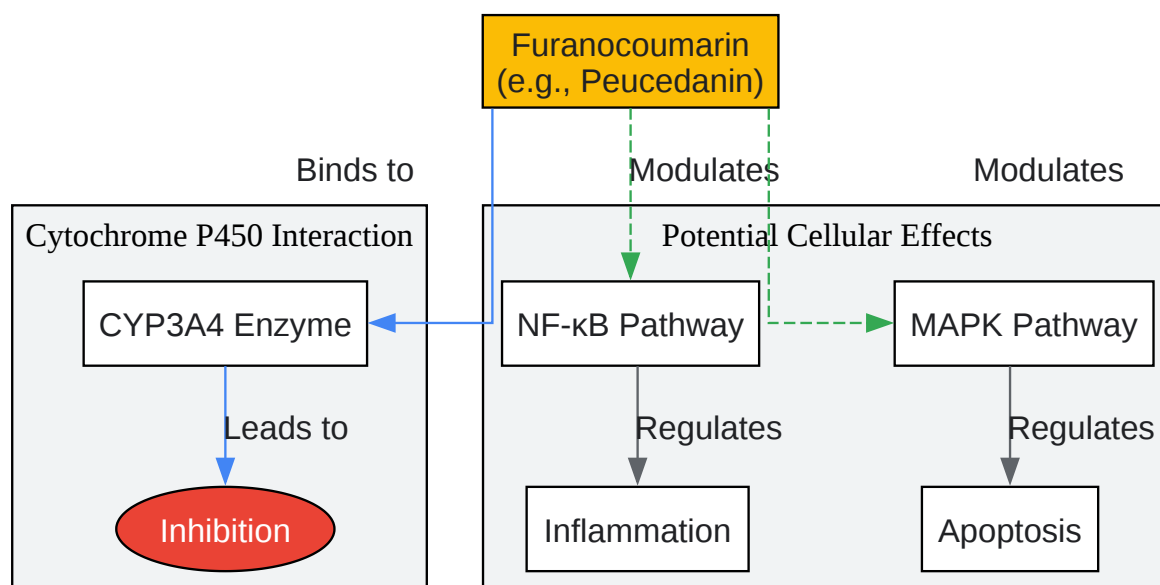 Furanocoumarin
(e.g., Peucedanin)
Binds to
Modulates
Modulates
Cytochrome P450 Interaction
Potential Cellular Effects
CYP3A4 Enzyme
NF-κB Pathway
MAPK Pathway
Leads to
Regulates
Regulates
Inhibition
Inflammation
Apoptosis